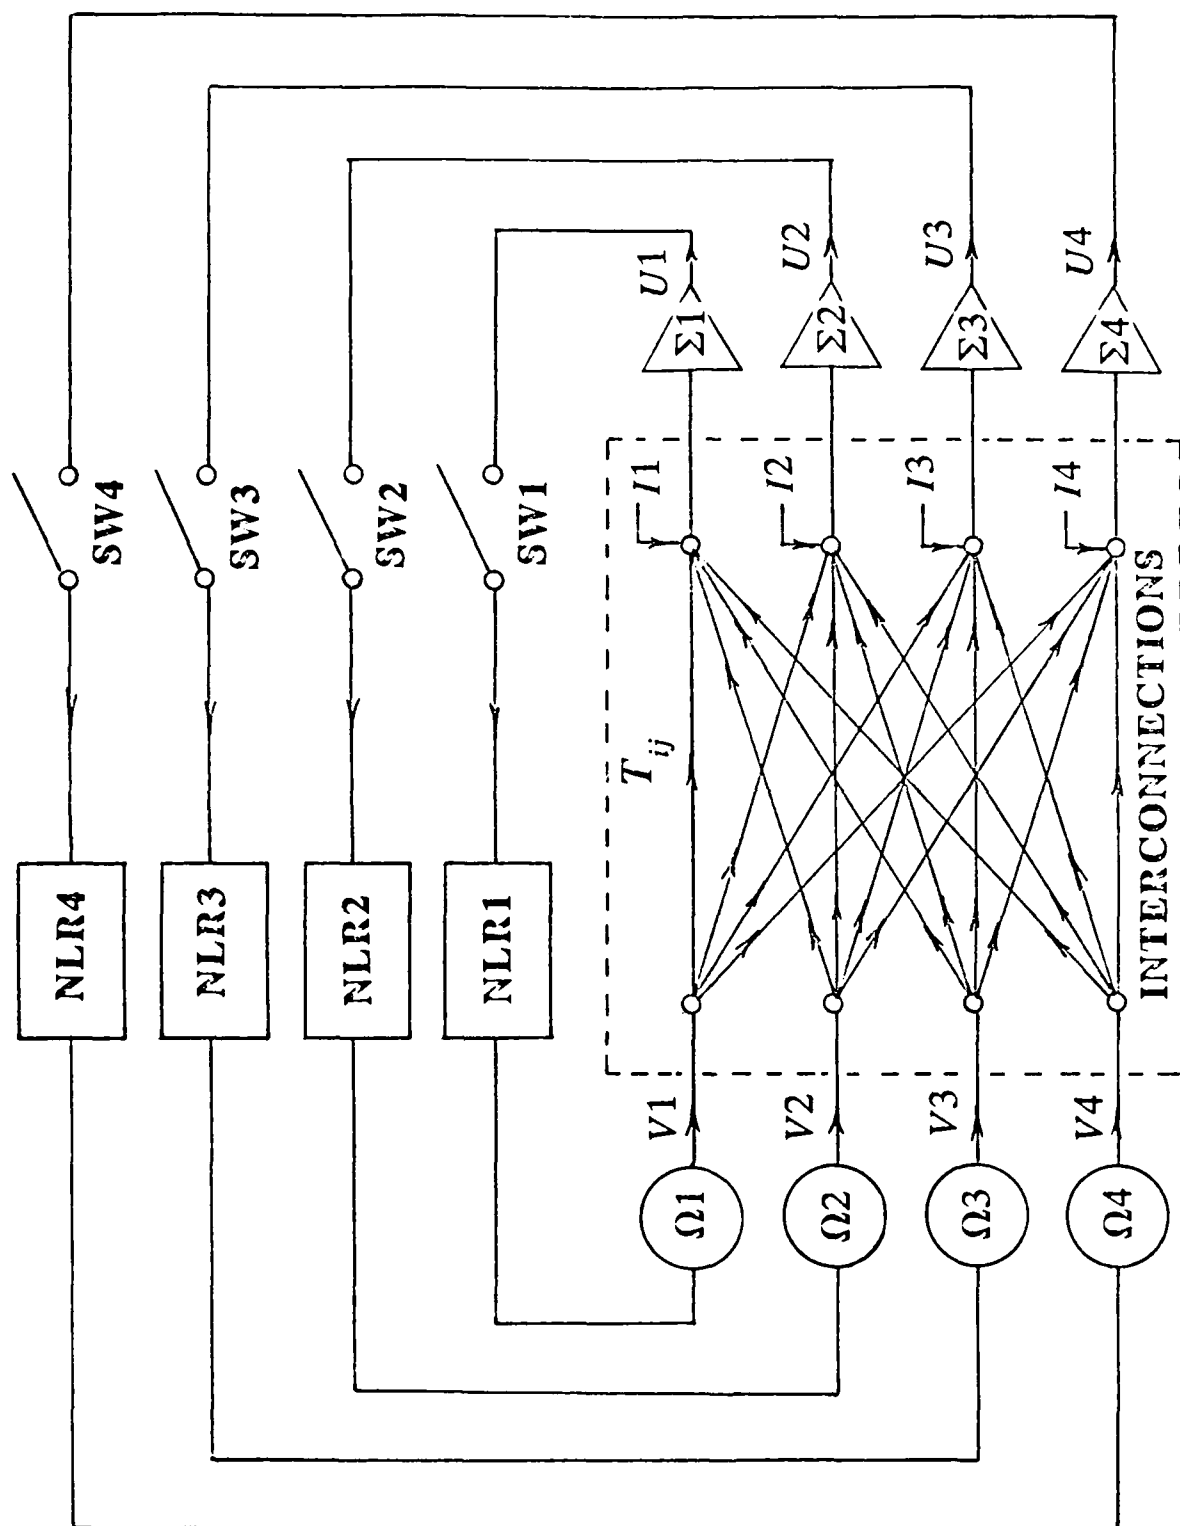 SW4
SW3
SW2
SW1
NLR4
NLR3
NLR2
NLR1
U1
U2
U3
U4
Σ1
Σ2
Σ3
Σ4
I1
I2
I3
I4
T ij
INTERCONNECTIONS
V1
V2
V3
V4
Ω1
Ω2
Ω3
Ω4